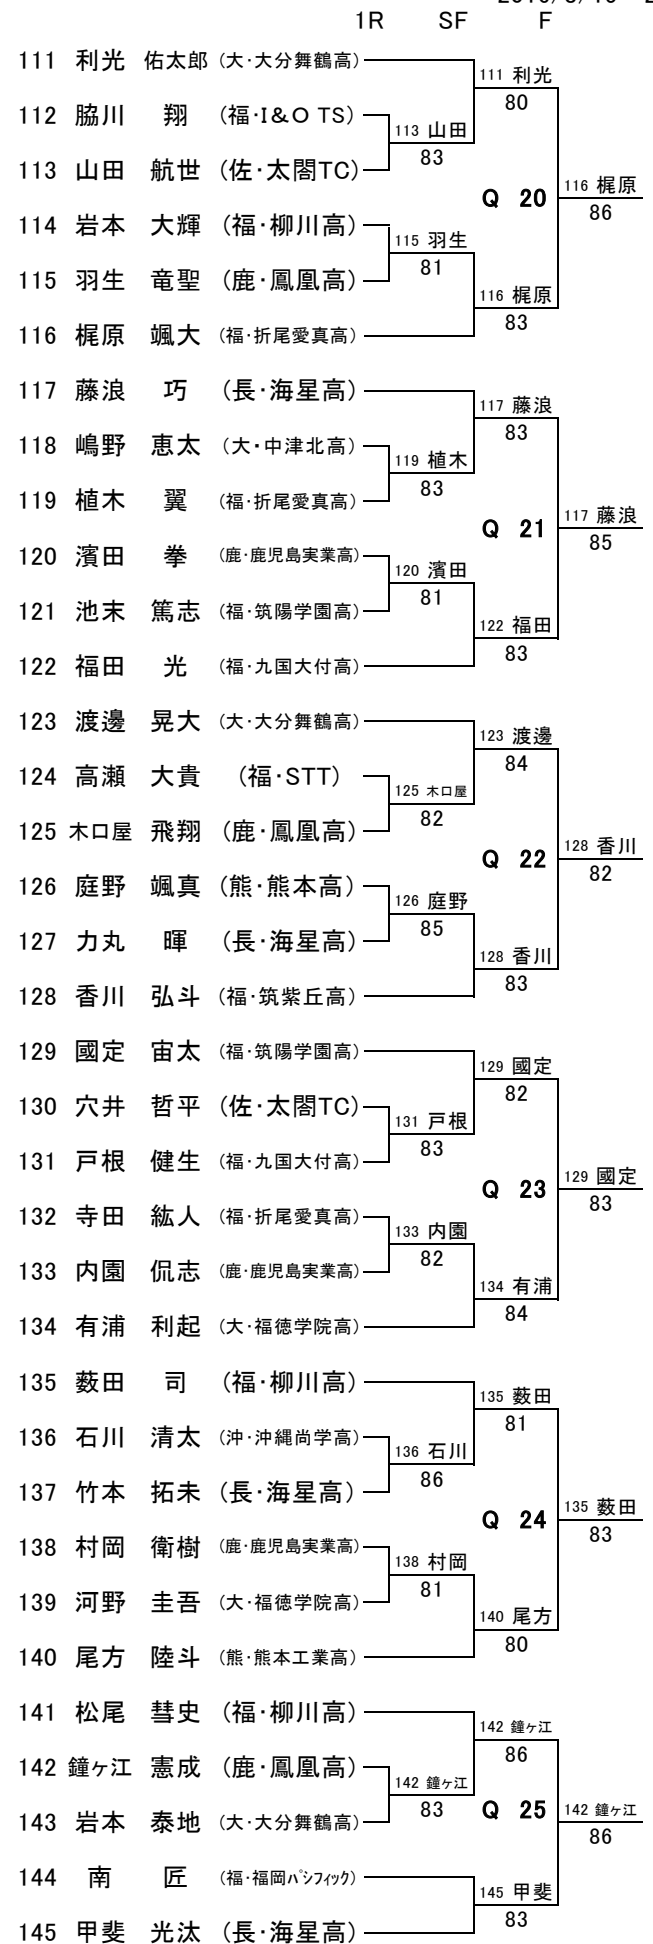 1R SF F
111 利光 佑太郎 (大・大分舞鶴高)
111 利光
80
112 脇川 翔 (福・I&O TS)
113 山田
83
113 山田 航世 (佐・太閤TC)
Q 20
116 梶原
86
114 岩本 大輝 (福・柳川高)
115 羽生
81
115 羽生 竜聖 (鹿・鳳凰高)
116 梶原
83
116 梶原 颯大 (福・折尾愛真高)
117 藤浪 巧 (長・海星高)
117 藤浪
83
118 嶋野 恵太 (大・中津北高)
119 植木
83
119 植木 翼 (福・折尾愛真高)
Q 21
117 藤浪
85
120 濱田 拳 (鹿・鹿児島実業高)
120 濱田
81
121 池末 篤志 (福・筑陽学園高)
122 福田
83
122 福田 光 (福・九国大付高)
123 渡邊 晃大 (大・大分舞鶴高)
123 渡邊
84
124 高瀬 大貴 (福・STT)
125 木口屋
82
125 木口屋 飛翔 (鹿・鳳凰高)
Q 22
128 香川
82
126 庭野 颯真 (熊・熊本高)
126 庭野
85
127 力丸 暉 (長・海星高)
128 香川
83
128 香川 弘斗 (福・筑紫丘高)
129 國定 宙太 (福・筑陽学園高)
129 國定
82
130 穴井 哲平 (佐・太閤TC)
131 戸根
83
131 戸根 健生 (福・九国大付高)
Q 23
129 國定
83
132 寺田 紘人 (福・折尾愛真高)
133 内園
82
133 内園 侃志 (鹿・鹿児島実業高)
134 有浦
84
134 有浦 利起 (大・福徳学院高)
135 薮田 司 (福・柳川高)
135 薮田
81
136 石川 清太 (沖・沖縄尚学高)
136 石川
86
137 竹本 拓未 (長・海星高)
Q 24
135 薮田
83
138 村岡 衛樹 (鹿・鹿児島実業高)
138 村岡
81
139 河野 圭吾 (大・福徳学院高)
140 尾方
80
140 尾方 陸斗 (熊・熊本工業高)
141 松尾 彗史 (福・柳川高)
142 鐘ヶ江
86
142 鐘ヶ江 憲成 (鹿・鳳凰高)
142 鐘ヶ江
83
Q 25
142 鐘ヶ江
86
143 岩本 泰地 (大・大分舞鶴高)
144 南 匠 (福・福岡パシフィック)
145 甲斐
83
145 甲斐 光汰 (長・海星高)